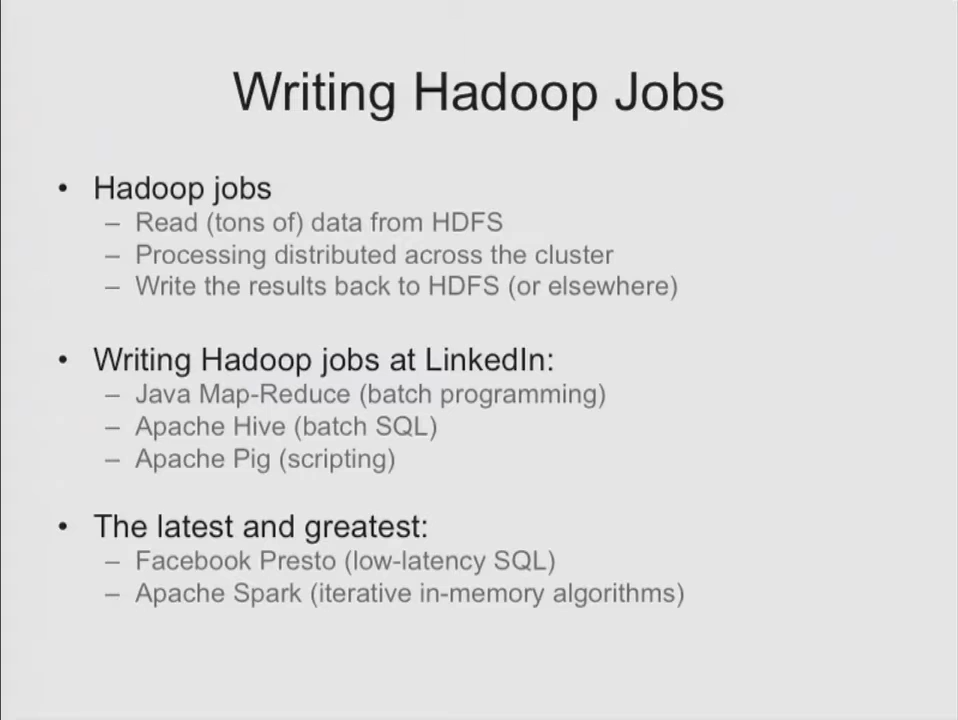 Writing Hadoop Jobs
• Hadoop jobs
– Read (tons of) data from HDFS
– Processing distributed across the cluster
– Write the results back to HDFS (or elsewhere)
• Writing Hadoop jobs at LinkedIn:
– Java Map-Reduce (batch programming)
– Apache Hive (batch SQL)
– Apache Pig (scripting)
• The latest and greatest:
– Facebook Presto (low-latency SQL)
– Apache Spark (iterative in-memory algorithms)